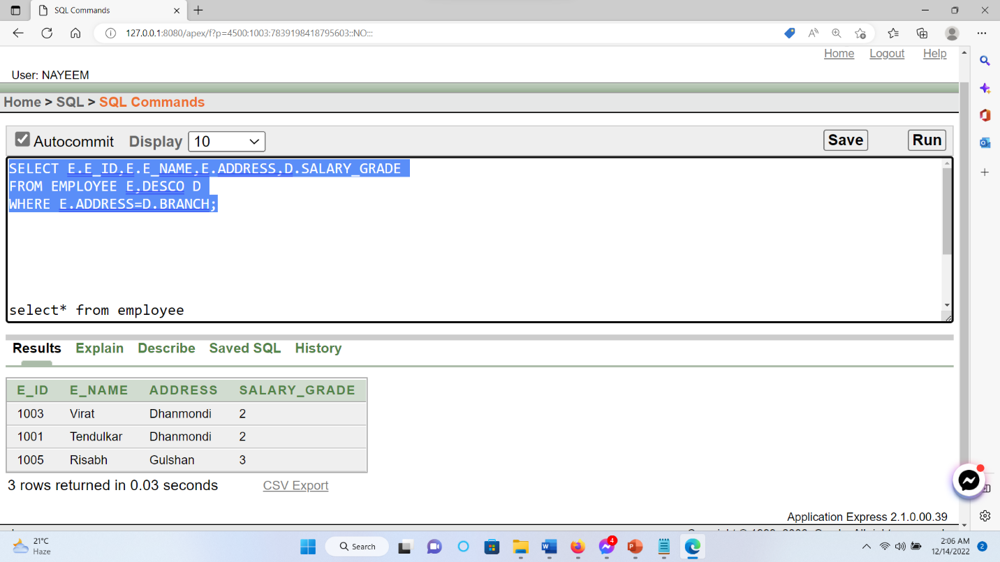 SQL Commands
127.0.0.1:8080/apex/f?p=4500:1003:7839198418795603::NO:::
Home Logout Help
User: NAYEEM
Home > SQL > SQL Commands
Autocommit Display 10 Save Run
SELECT E.E_ID,E.E_NAME,E.ADDRESS,D.SALARY_GRADE
FROM EMPLOYEE E,DESCO D
WHERE E.ADDRESS=D.BRANCH;
select* from employee
Results Explain Describe Saved SQL History
E_ID E_NAME ADDRESS SALARY_GRADE
1003 Virat Dhanmondi 2
1001 Tendulkar Dhanmondi 2
1005 Risabh Gulshan 3
3 rows returned in 0.03 seconds CSV Export
Application Express 2.1.0.00.39
21°C
Haze
Search
4
2:06 AM
12/14/2022
2